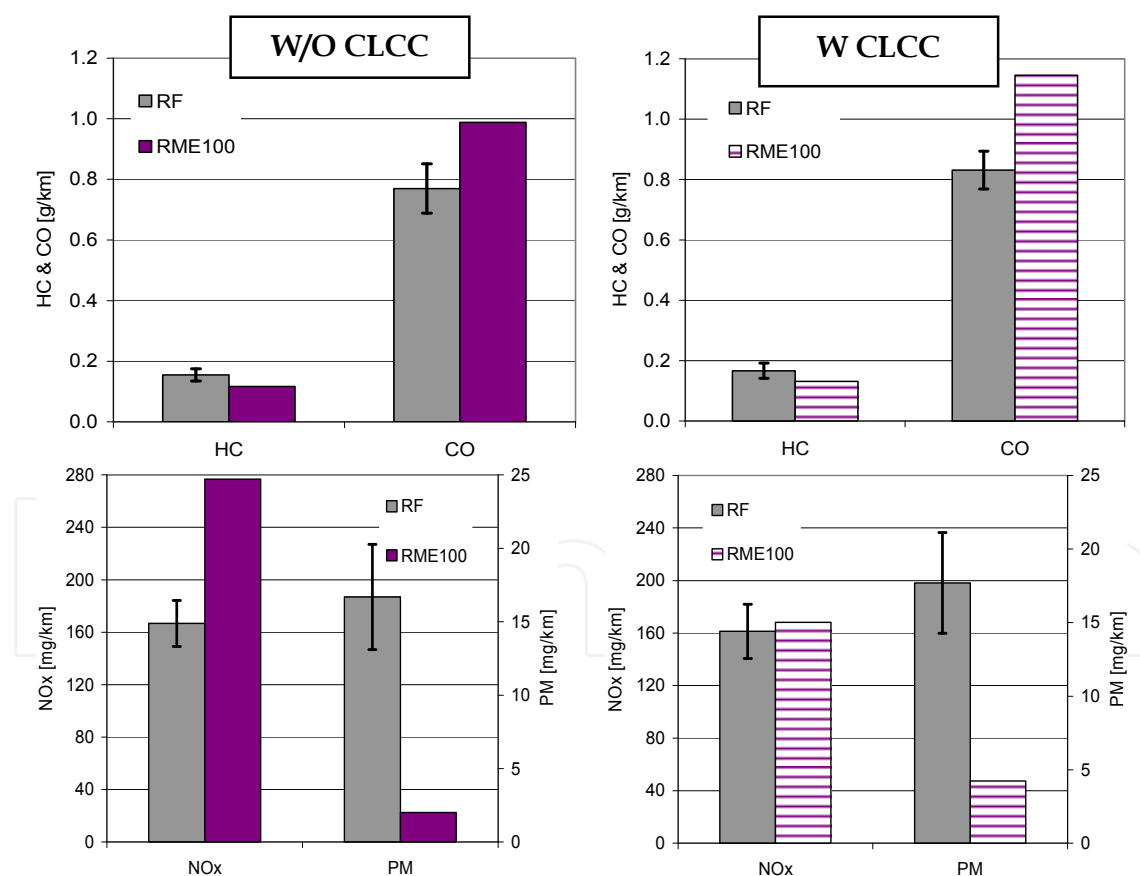 W/O CLCC
1.2
1.0
0.8
0.6
0.4
0.2
0.0
HC & CO [g/km]
RF
RME100
HC
CO
W CLCC
1.2
1.0
0.8
0.6
0.4
0.2
0.0
HC & CO [g/km]
RF
RME100
HC
CO
280
240
200
160
120
80
40
0
NOx [mg/km]
RF
RME100
25
20
15
10
5
0
PM [mg/km]
NOx
PM
280
240
200
160
120
80
40
0
NOx [mg/km]
RF
RME100
25
20
15
10
5
0
PM [mg/km]
NOx
PM